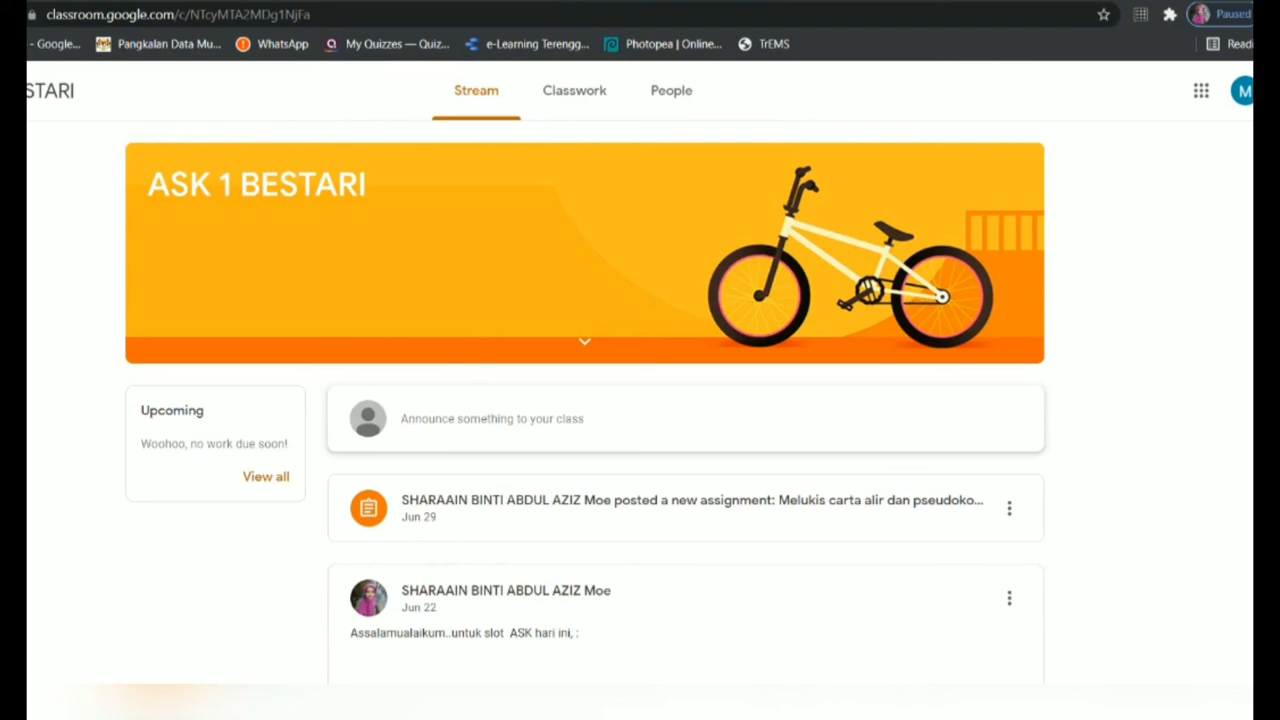 classroom.google.com/c/NTcyMTA2MDg1NjFa
Paused
- Google...
Pangkalan Data Mu...
WhatsApp
My Quizzes — Quiz...
e-Learning Terengg...
Photopea | Online...
TrEMS
Readi
STARI
Stream
Classwork
People
M
ASK 1 BESTARI
Upcoming
Woohoo, no work due soon!
View all
Announce something to your class
SHARAAIN BINTI ABDUL AZIZ Moe posted a new assignment: Melukis carta alir dan pseudoko...
Jun 29
SHARAAIN BINTI ABDUL AZIZ Moe
Jun 22
Assalamualaikum..untuk slot ASK hari ini, :